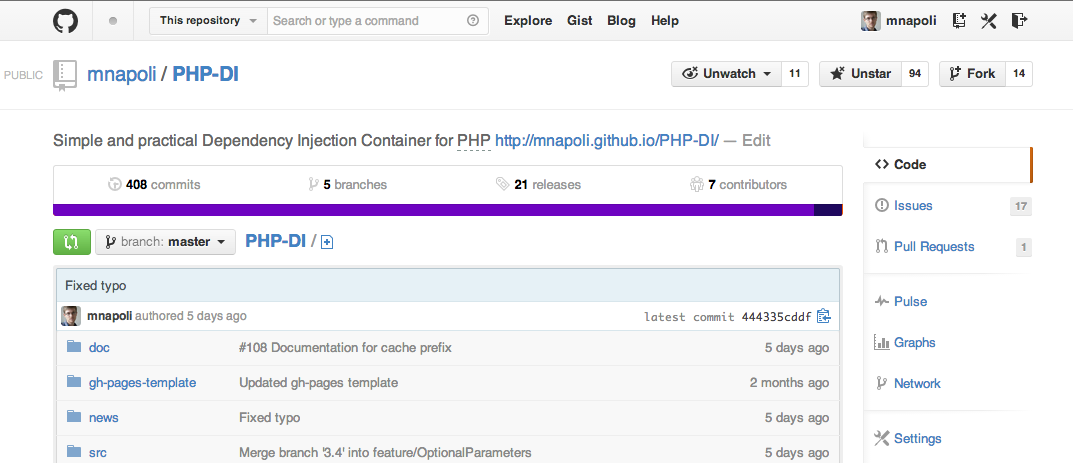 This repository Search or type a command Explore Gist Blog Help mnapoli
PUBLIC mnapoli / PHP-DI Unwatch 11 Unstar 94 Fork 14
Simple and practical Dependency Injection Container for PHP http://mnapoli.github.io/PHP-DI/ — Edit
408 commits 5 branches 21 releases 7 contributors
branch: master PHP-DI /
Fixed typo
mnapoli authored 5 days ago latest commit 444335cddf
doc #108 Documentation for cache prefix 5 days ago
gh-pages-template Updated gh-pages template 2 months ago
news Fixed typo 5 days ago
src Merge branch '3.4' into feature/OptionalParameters 5 days ago
Code
Issues 17
Pull Requests 1
Pulse
Graphs
Network
Settings